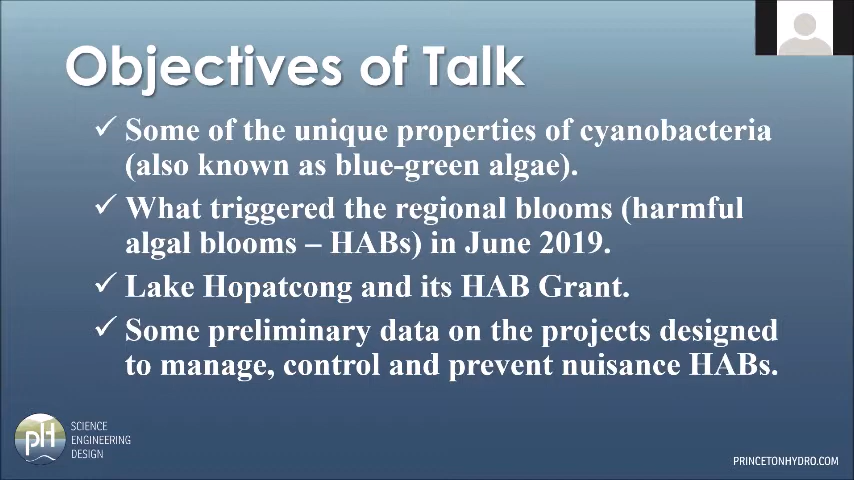 Objectives of Talk
✓ Some of the unique properties of cyanobacteria
(also known as blue-green algae).
✓ What triggered the regional blooms (harmful
algal blooms – HABs) in June 2019.
✓ Lake Hopatcong and its HAB Grant.
✓ Some preliminary data on the projects designed
to manage, control and prevent nuisance HABs.
pH
SCIENCE
ENGINEERING
DESIGN
PRINCETONHYDRO.COM